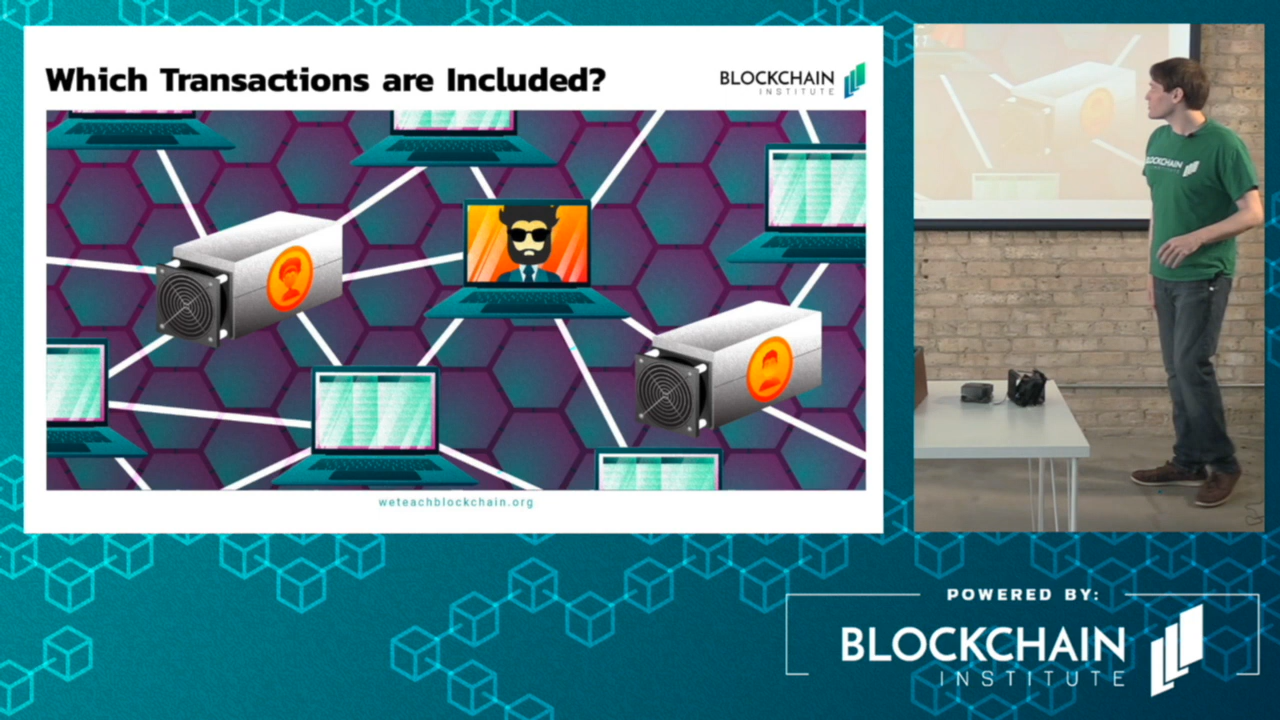 Which Transactions are Included?
BLOCKCHAIN
INSTITUTE
weteachblockchain.org
BLOCKCHAIN
POWERED BY:
BLOCKCHAIN
INSTITUTE